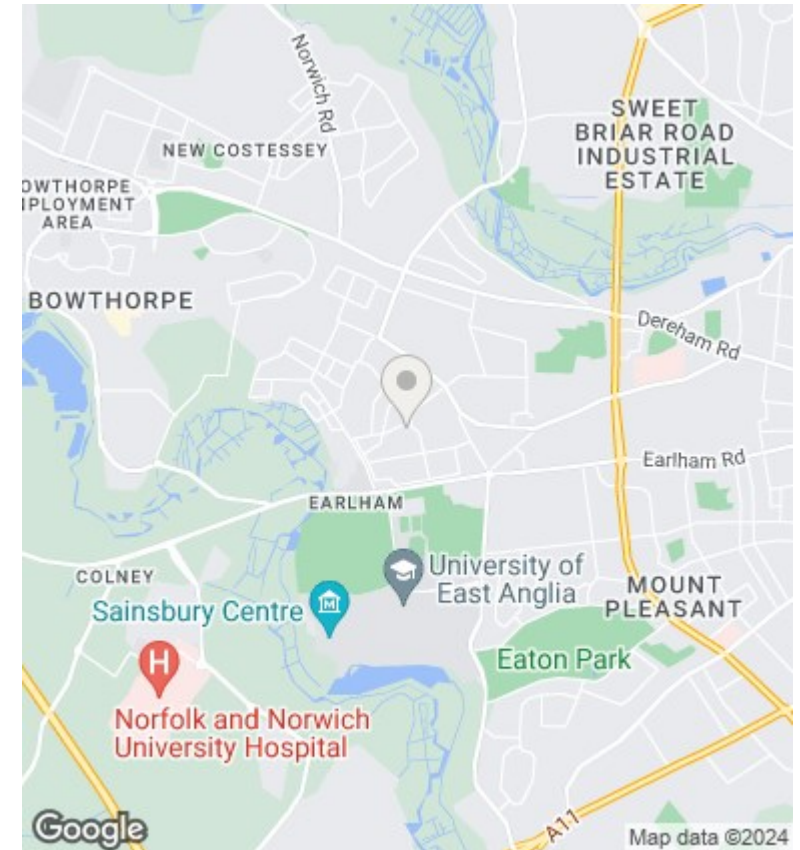 Norwich Rd
SWEET
BRIAR ROAD
INDUSTRIAL
ESTATE
NEW COSTESSEY
OWTHORPE
MPLOYMENT
AREA
BOWTHORPE
Dereham Rd
Earlham Rd
EARLHAM
COLNEY
University of
East Anglia
MOUNT
PLEASANT
Sainsbury Centre
M
Eaton Park
H
Norfolk and Norwich
University Hospital
A11
Google
Map data ©2024